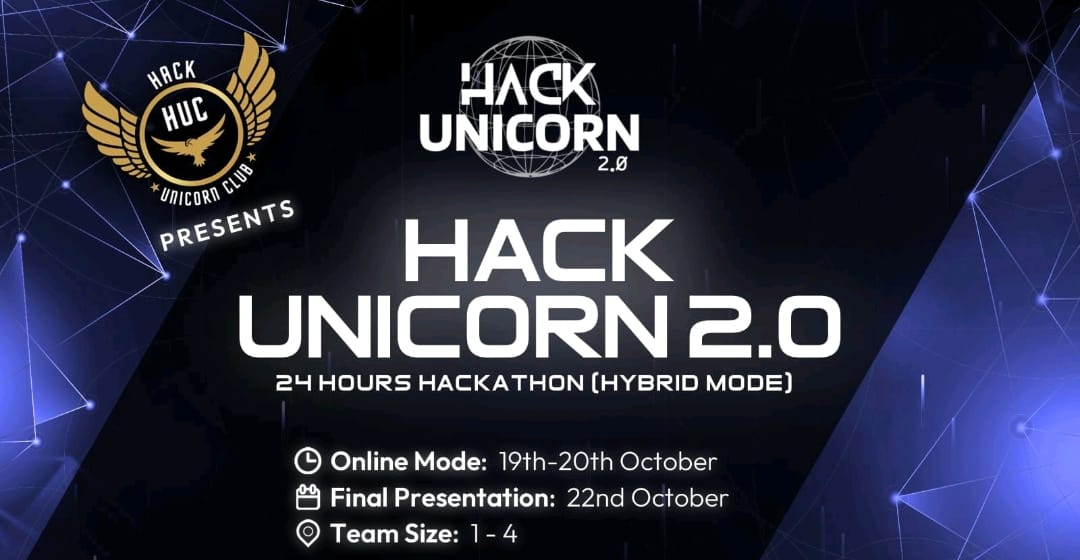 HACK
HUC
UNICORN CLUB
PRESENTS
HACK
UNICORN
2.0
HACK
UNICORN 2.0
24 HOURS HACKATHON (HYBRID MODE)
Online Mode: 19th-20th October
Final Presentation: 22nd October
Team Size: 1 - 4